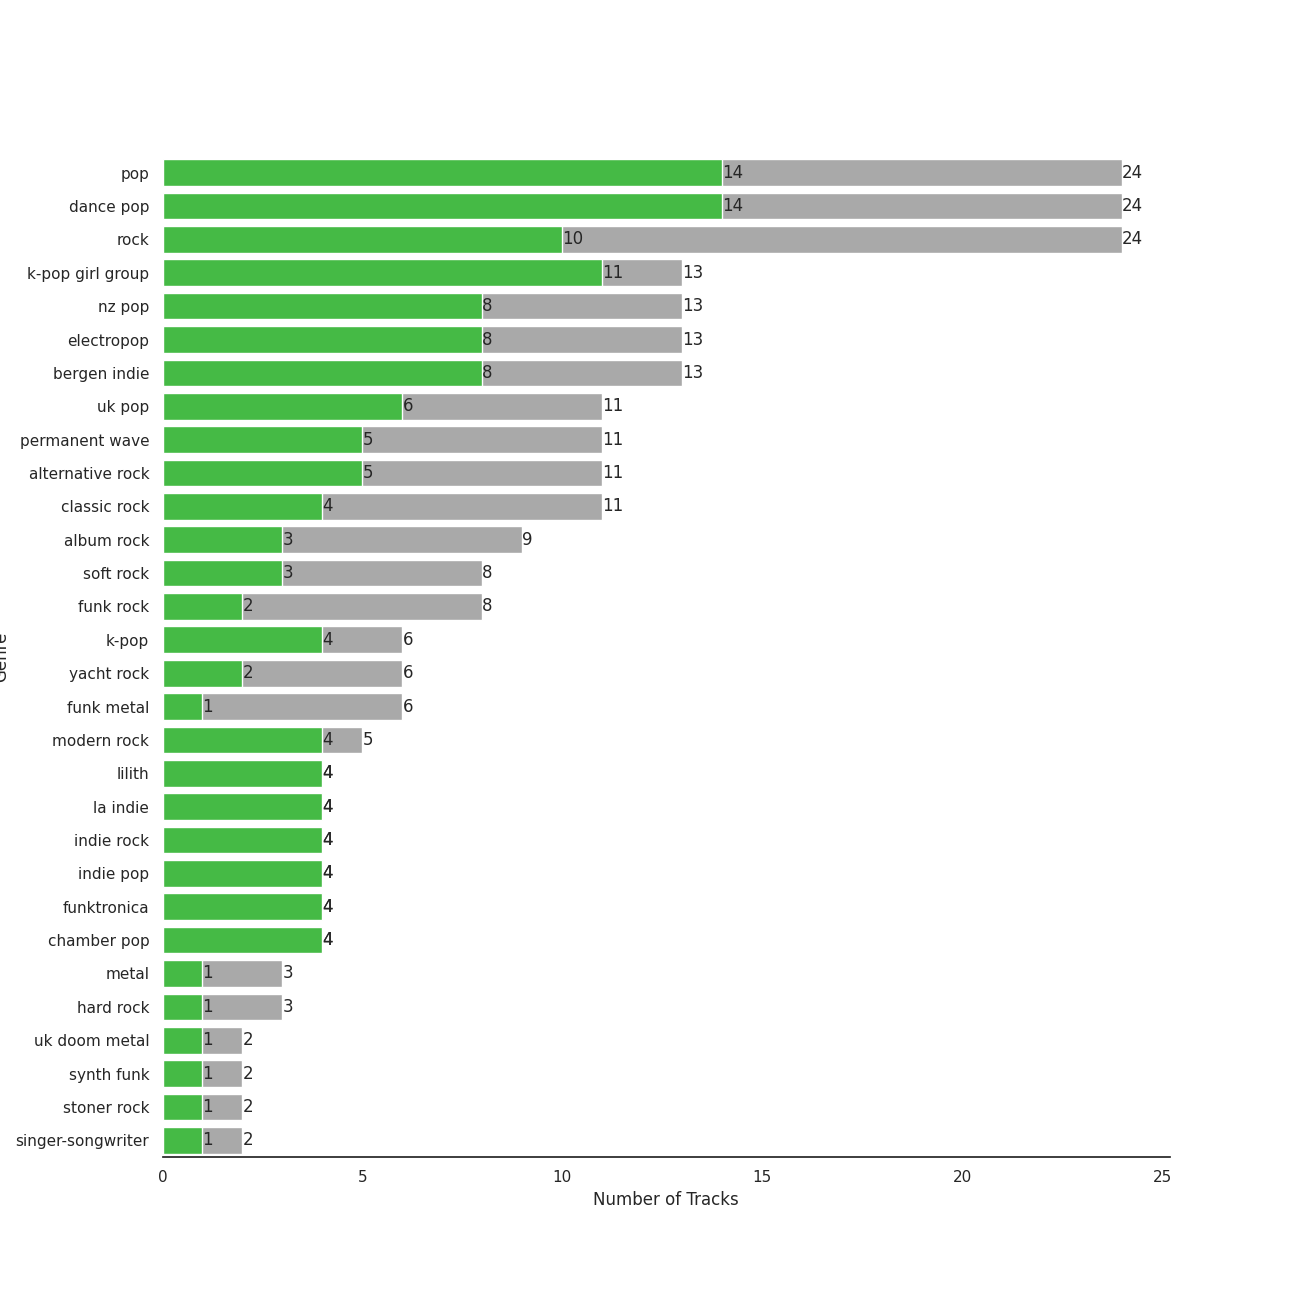 pop 14 24
dance pop 14 24
rock 10 24
k-pop girl group 11 13
nz pop 8 13
electropop 8 13
bergen indie 8 13
uk pop 6 11
permanent wave 5 11
alternative rock 5 11
classic rock 4 11
album rock 3 9
soft rock 3 8
funk rock 2 8
k-pop 4 6
yacht rock 2 6
funk metal 1 6
modern rock 4 5
lilith 4
la indie 4
indie rock 4
indie pop 4
funktronica 4
chamber pop 4
metal 1 3
hard rock 1 3
uk doom metal 1 2
synth funk 1 2
stoner rock 1 2
singer-songwriter 1 2
0 5 10 15 20 25
Number of Tracks
Genre